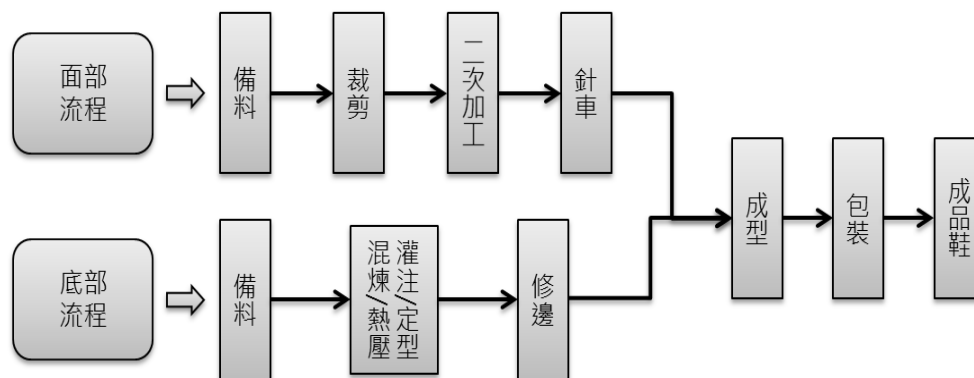 面部
流程
備料
裁剪
二次加工
針車
底部
流程
備料
灌注/定型
混煉/熱壓
修邊
成型
包裝
成品鞋